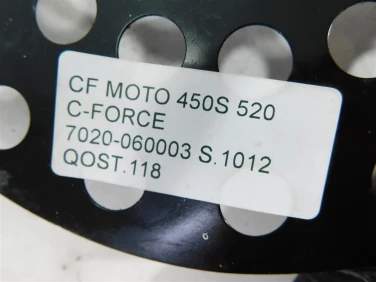 CF MOTO 450S 520
C-FORCE
7020-060003 S.1012
QOST.118